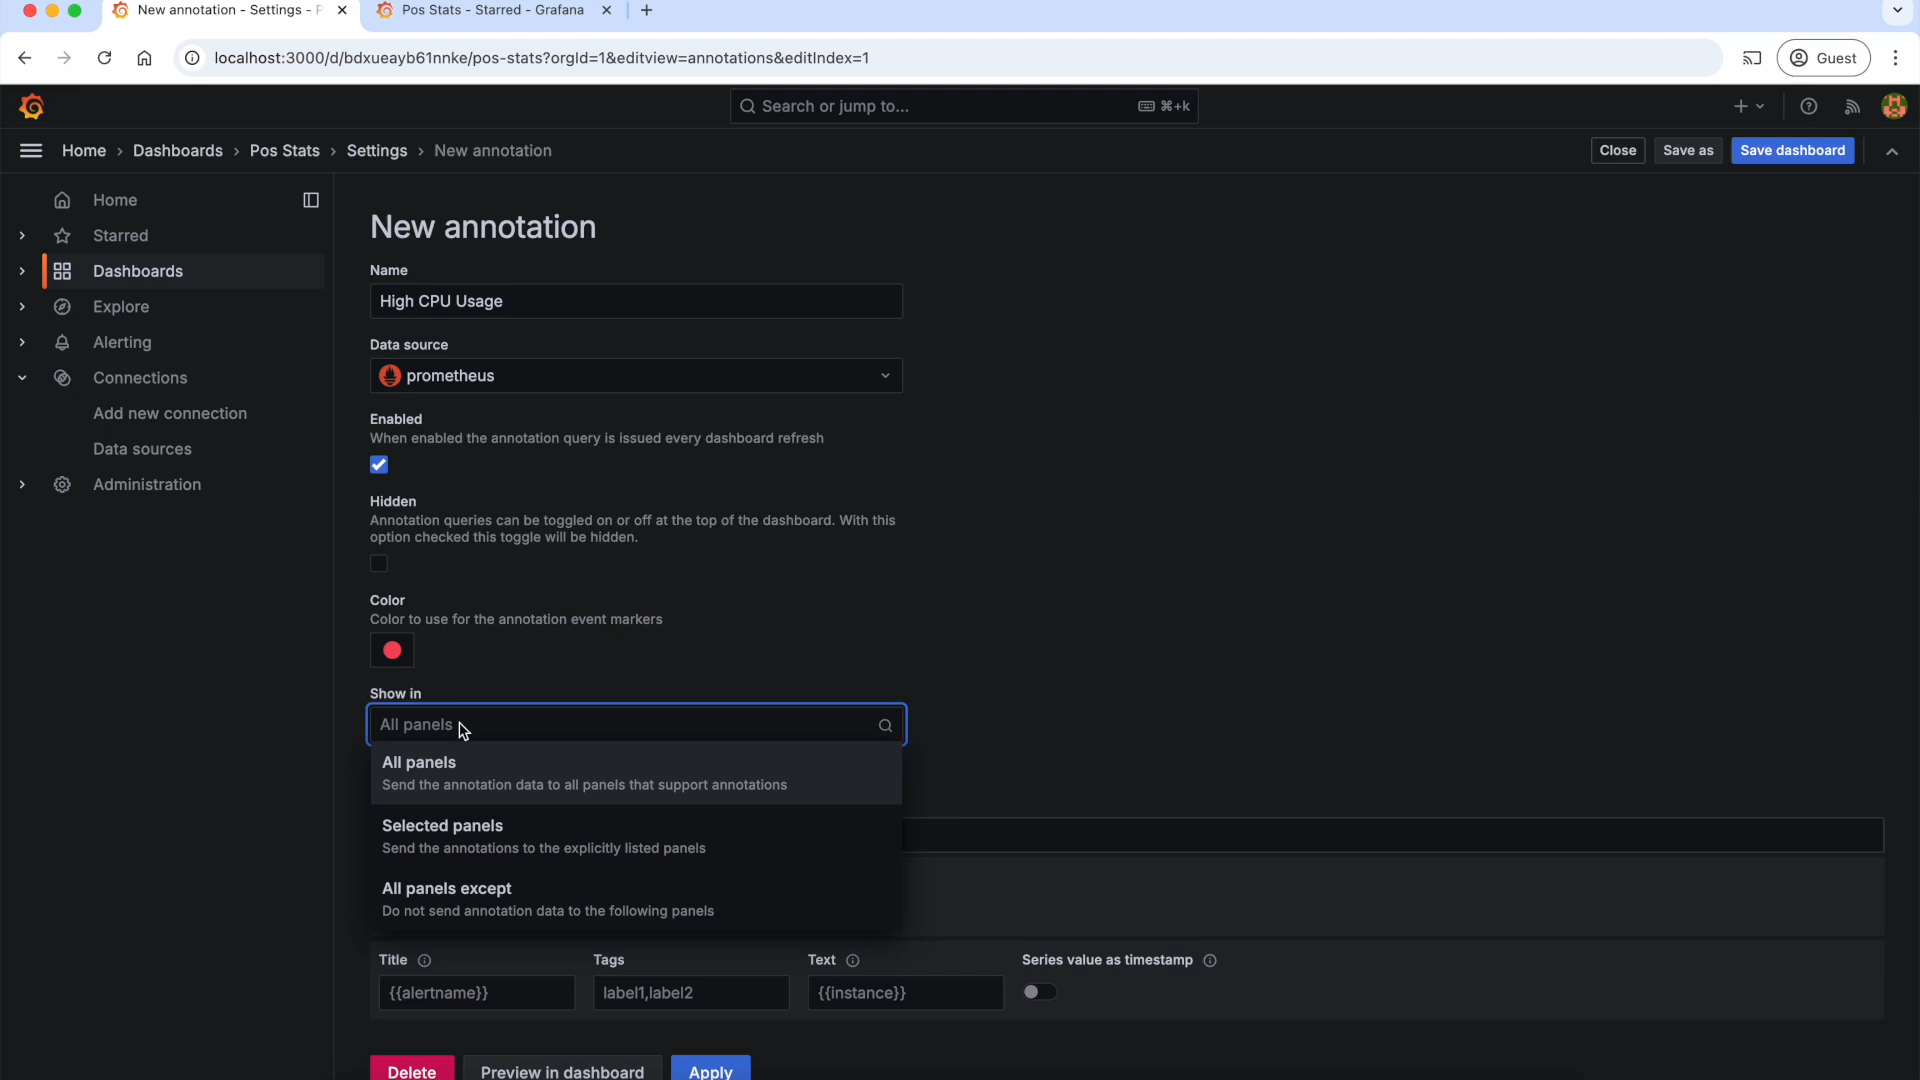 New annotation - Settings - P
Pos Stats - Starred - Grafana
localhost:3000/d/bdxueayb61nnke/pos-stats?orgId=1&editview=annotations&editIndex=1
Guest
Search or jump to...
⌘+k
Home › Dashboards › Pos Stats › Settings › New annotation
Close
Save as
Save dashboard
Home
Starred
Dashboards
Explore
Alerting
Connections
Add new connection
Data sources
Administration
New annotation
Name
High CPU Usage
Data source
prometheus
Enabled
When enabled the annotation query is issued every dashboard refresh
Hidden
Annotation queries can be toggled on or off at the top of the dashboard. With this
option checked this toggle will be hidden.
Color
Color to use for the annotation event markers
Show in
All panels
All panels
Send the annotation data to all panels that support annotations
Selected panels
Send the annotations to the explicitly listed panels
All panels except
Do not send annotation data to the following panels
Title
Tags
Text
Series value as timestamp
{{alertname}}
label1,label2
{{instance}}
Delete
Preview in dashboard
Apply